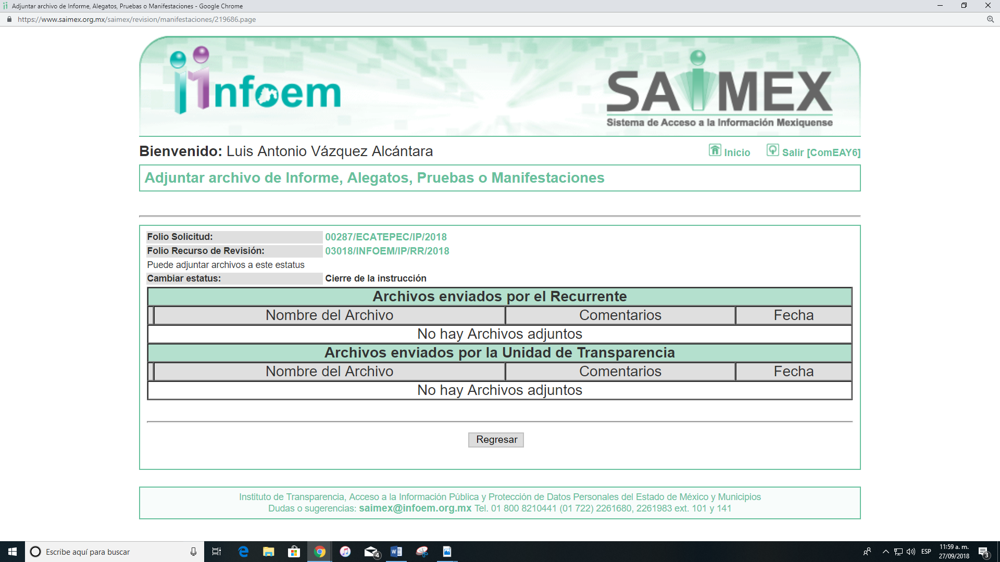 Adjuntar archivo de Informe, Alegatos, Pruebas o Manifestaciones - Google Chrome
https://www.saimex.org.mx/saimex/revision/manifestaciones/219686.page
infoem
SAIMEX
Sistema de Acceso a la Información Mexiquense
Bienvenido: Luis Antonio Vázquez Alcántara
Inicio
Salir [ComEAY6]
Adjuntar archivo de Informe, Alegatos, Pruebas o Manifestaciones
Folio Solicitud: 00287/ECATEPEC/IP/2018
Folio Recurso de Revisión: 03018/INFOEM/IP/RR/2018
Puede adjuntar archivos a este estatus
Cambiar estatus: Cierre de la instrucción
Archivos enviados por el Recurrente
Nombre del Archivo Comentarios Fecha
No hay Archivos adjuntos
Archivos enviados por la Unidad de Transparencia
Nombre del Archivo Comentarios Fecha
No hay Archivos adjuntos
Regresar
Instituto de Transparencia, Acceso a la Información Pública y Protección de Datos Personales del Estado de México y Municipios
Dudas o sugerencias: saimex@infoem.org.mx Tel. 01 800 8210441 (01 722) 2261680, 2261983 ext. 101 y 141
Escribe aquí para buscar
4
ESP
11:59 a. m.
27/09/2018
3